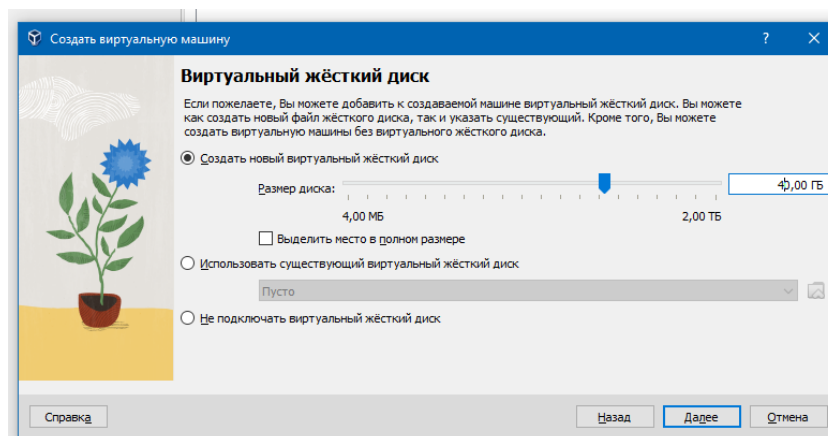 Создать виртуальную машину
Виртуальный жёсткий диск
Если пожелаете, Вы можете добавить к создаваемой машине виртуальный жёсткий диск. Вы можете
как создать новый файл жёсткого диска, так и указать существующий. Кроме того, Вы можете
создать виртуальную машины без виртуального жёсткого диска.
Создать новый виртуальный жёсткий диск
Размер диска:
40,00 ГБ
4,00 МБ 2,00 ТБ
Выделить место в полном размере
Использовать существующий виртуальный жёсткий диск
Пусто
Не подключать виртуальный жёсткий диск
Справка Назад Далее Отмена